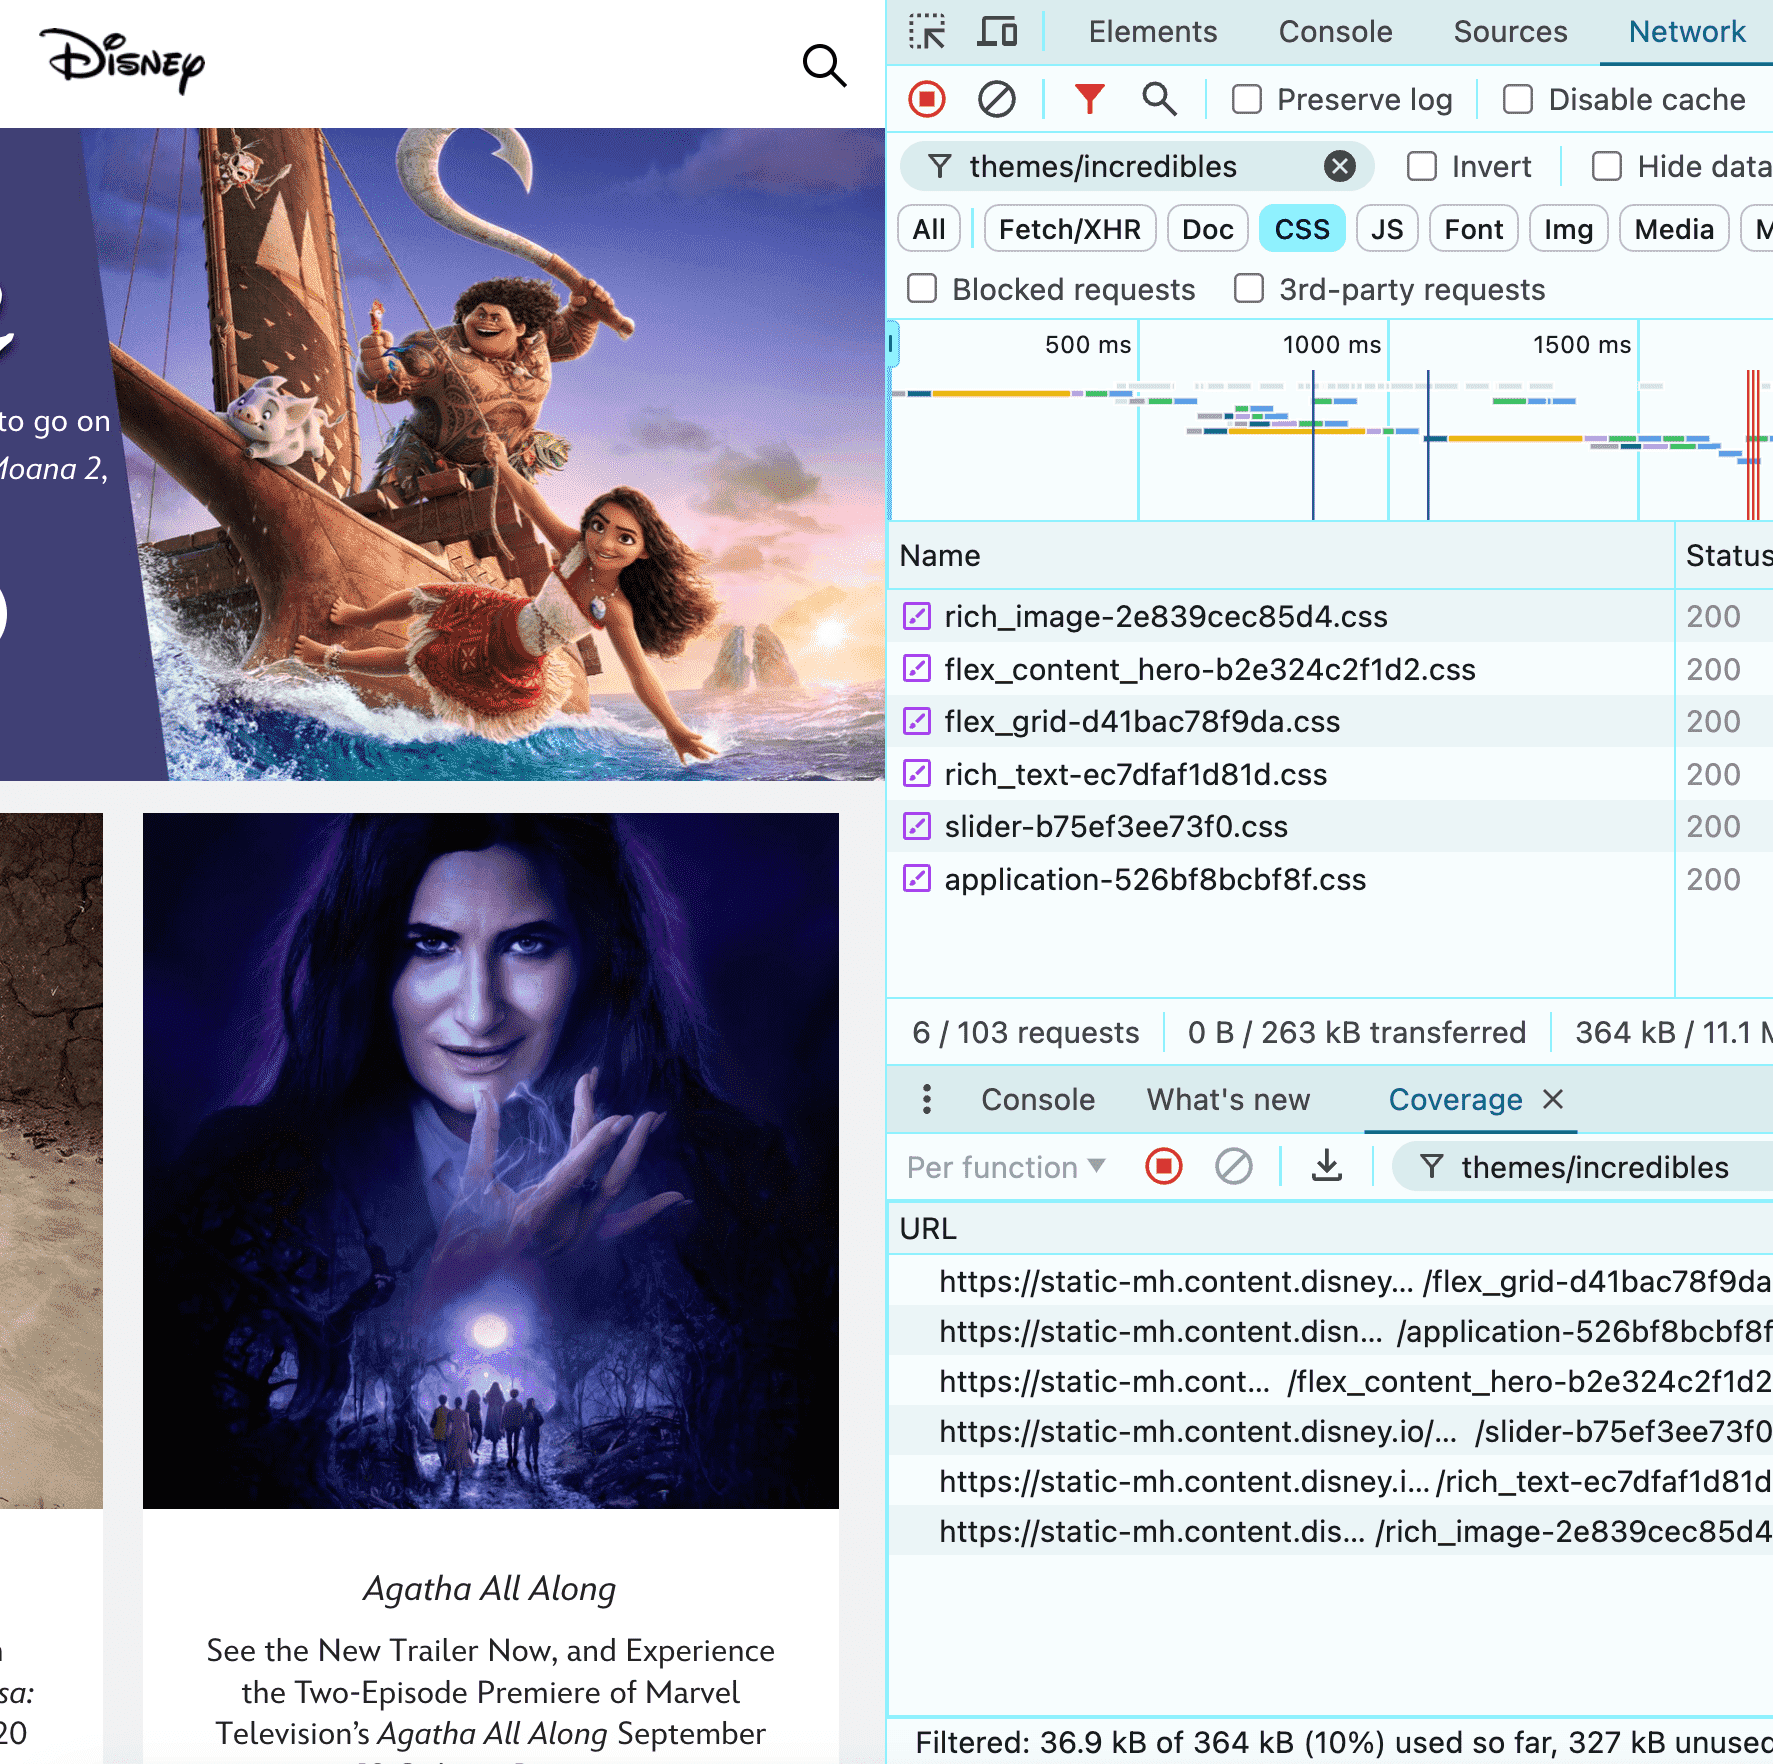 Disney
to go on
Moana 2,
Agatha All Along
See the New Trailer Now, and Experience
the Two-Episode Premiere of Marvel
Television's Agatha All Along September
sa:
20
Elements Console Sources Network
Preserve log Disable cache
themes/incredibles Invert Hide data
All Fetch/XHR Doc CSS JS Font Img Media M
Blocked requests 3rd-party requests
500 ms 1000 ms 1500 ms
Name Status
rich_image-2e839cec85d4.css 200
flex_content_hero-b2e324c2f1d2.css 200
flex_grid-d41bac78f9da.css 200
rich_text-ec7dfaf1d81d.css 200
slider-b75ef3ee73f0.css 200
application-526bf8bcbf8f.css 200
6 / 103 requests 0 B / 263 kB transferred 364 kB / 11.1 M
Console What's new Coverage
Per function themes/incredibles
URL
https://static-mh.content.disney... /flex_grid-d41bac78f9da
https://static-mh.content.disn... /application-526bf8bcbf8f
https://static-mh.cont... /flex_content_hero-b2e324c2f1d2
https://static-mh.content.disney.io/... /slider-b75ef3ee73f0
https://static-mh.content.disney.i... /rich_text-ec7dfaf1d81d
https://static-mh.content.dis... /rich_image-2e839cec85d4
Filtered: 36.9 kB of 364 kB (10%) used so far, 327 kB unused